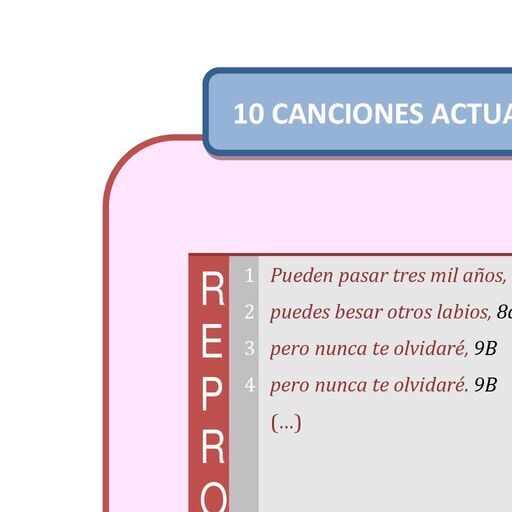 10 CANCIONES ACTUA
1 Pueden pasar tres mil años,
2 puedes besar otros labios, 8
3 pero nunca te olvidaré, 9B
4 pero nunca te olvidaré. 9B
(...)
R
E
P
R
O